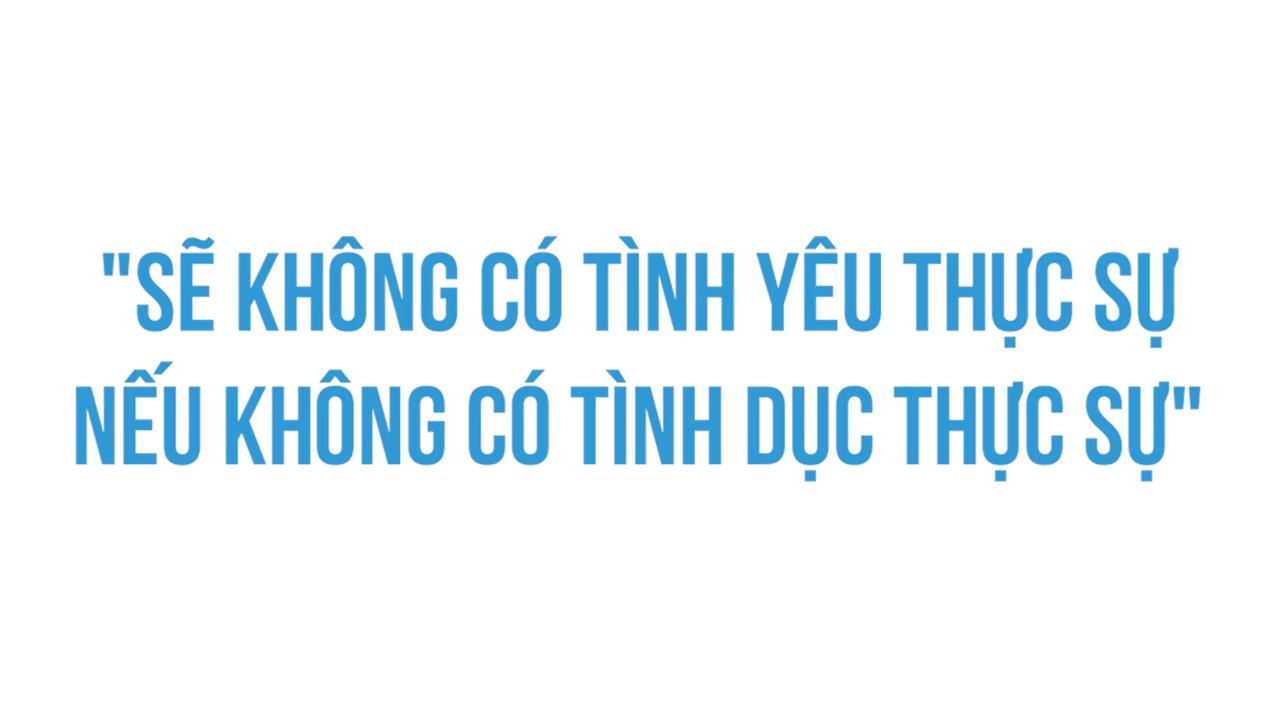 "SẼ KHÔNG CÓ TÌNH YÊU THỰC SỰ
NẾU KHÔNG CÓ TÌNH DỤC THỰC SỰ"